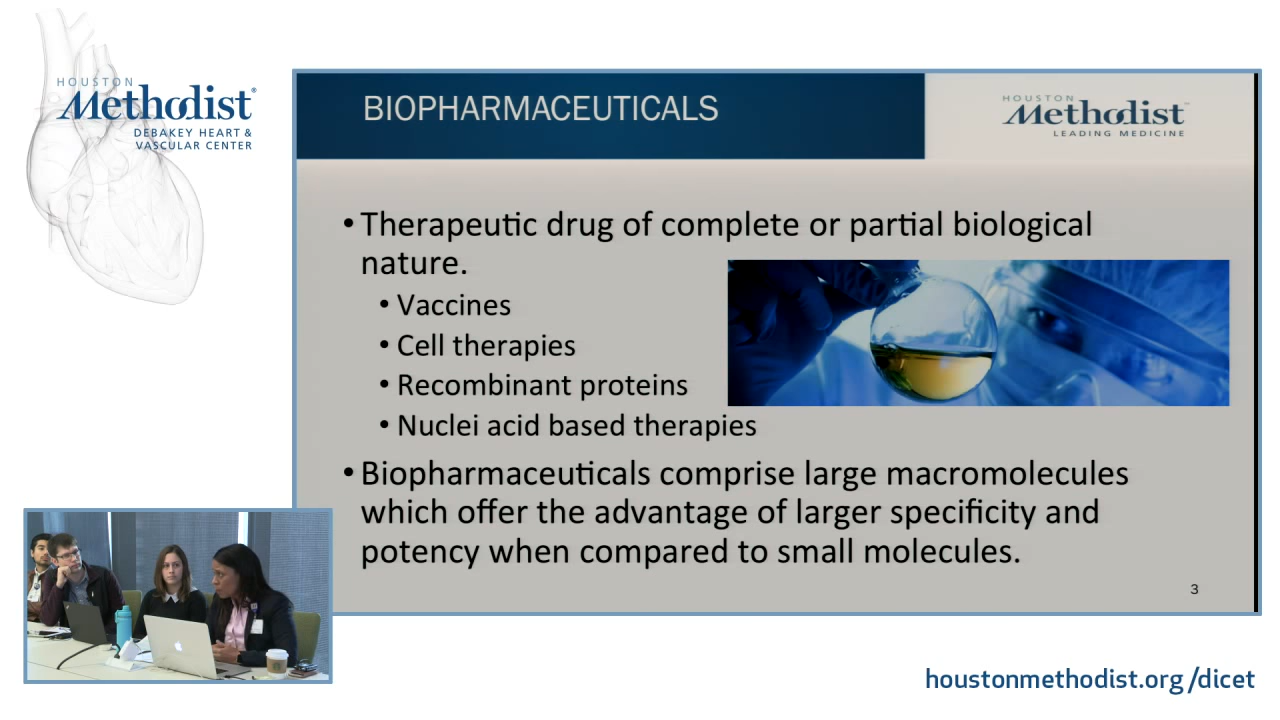 HOUSTON
Methodist®
DEBAKEY HEART &
VASCULAR CENTER
BIOPHARMACEUTICALS
HOUSTON
Methodist
LEADING MEDICINE
• Therapeutic drug of complete or partial biological
nature.
• Vaccines
• Cell therapies
• Recombinant proteins
• Nuclei acid based therapies
• Biopharmaceuticals comprise large macromolecules
which offer the advantage of larger specificity and
potency when compared to small molecules.
3
houstonmethodist.org/dicet